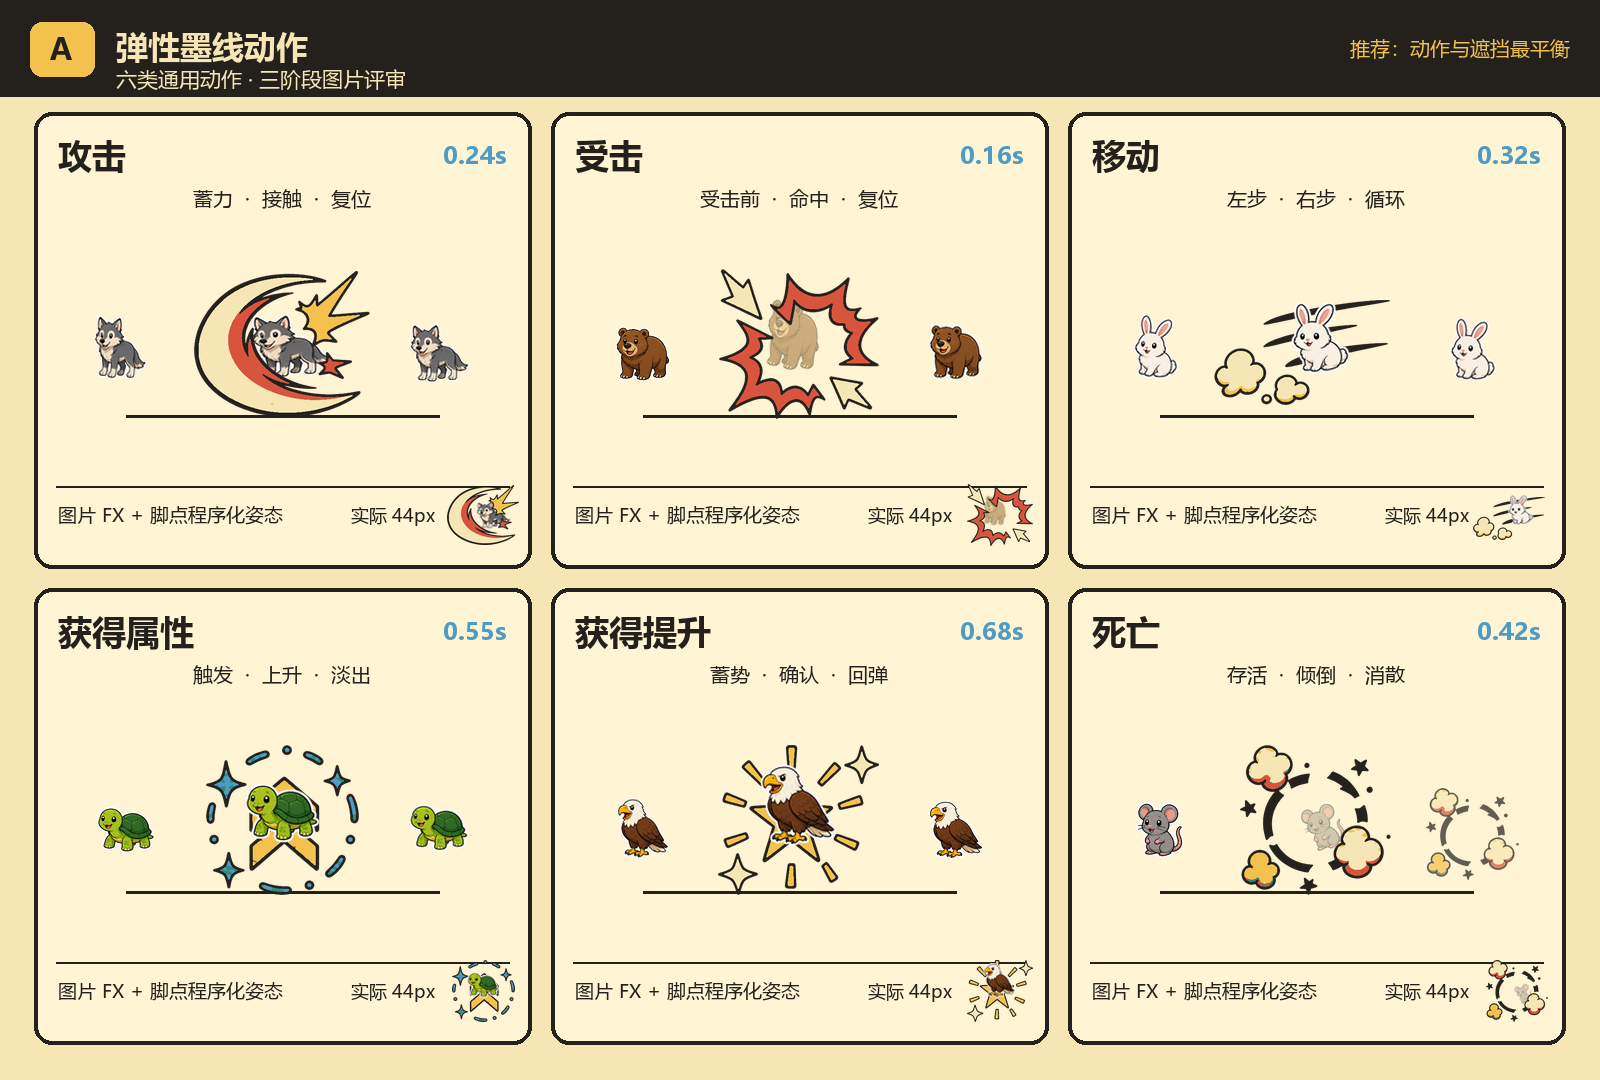 A
弹性墨线动作
六类通用动作 · 三阶段图片评审
推荐：动作与遮挡最平衡
攻击
0.24s
蓄力 · 接触 · 复位
图片 FX + 脚点程序化姿态
实际 44px
受击
0.16s
受击前 · 命中 · 复位
图片 FX + 脚点程序化姿态
实际 44px
移动
0.32s
左步 · 右步 · 循环
图片 FX + 脚点程序化姿态
实际 44px
获得属性
0.55s
触发 · 上升 · 淡出
图片 FX + 脚点程序化姿态
实际 44px
获得提升
0.68s
蓄势 · 确认 · 回弹
图片 FX + 脚点程序化姿态
实际 44px
死亡
0.42s
存活 · 倾倒 · 消散
图片 FX + 脚点程序化姿态
实际 44px